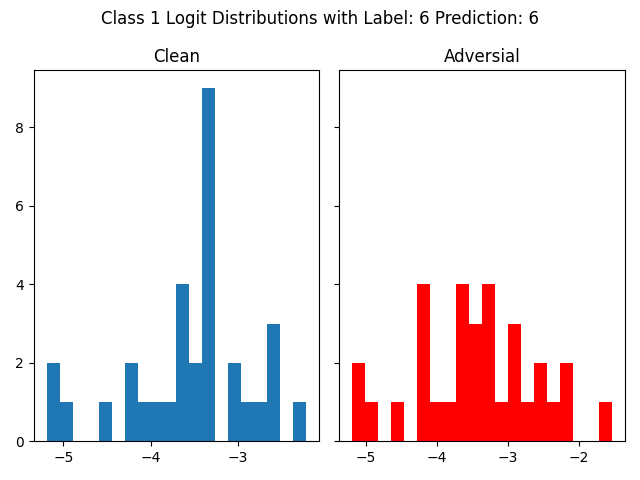 Class 1 Logit Distributions with Label: 6 Prediction: 6
Clean
Adversial
8
6
4
2
0
−5 −4 −3
−5 −4 −3 −2